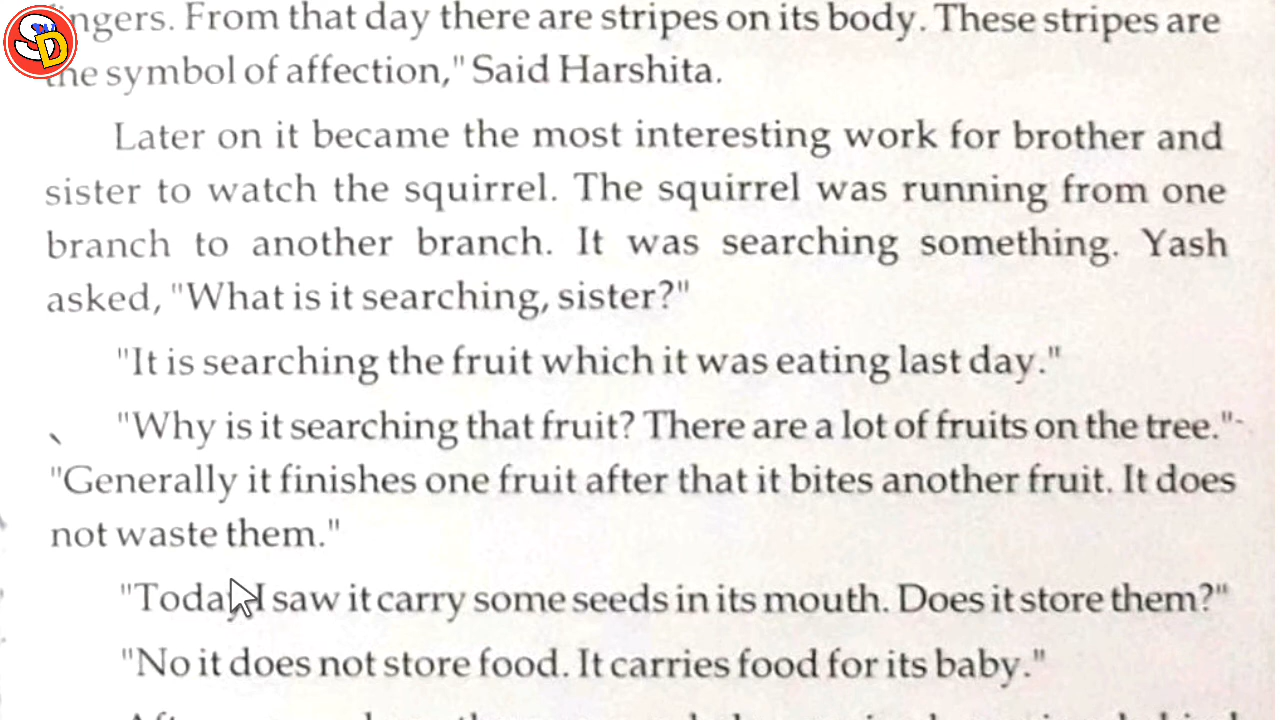 SD
fingers. From that day there are stripes on its body. These stripes are
the symbol of affection," Said Harshita.
Later on it became the most interesting work for brother and
sister to watch the squirrel. The squirrel was running from one
branch to another branch. It was searching something. Yash
asked, "What is it searching, sister?"
"It is searching the fruit which it was eating last day."
"Why is it searching that fruit? There are a lot of fruits on the tree."
"Generally it finishes one fruit after that it bites another fruit. It does
not waste them."
"Today I saw it carry some seeds in its mouth. Does it store them?"
"No it does not store food. It carries food for its baby."